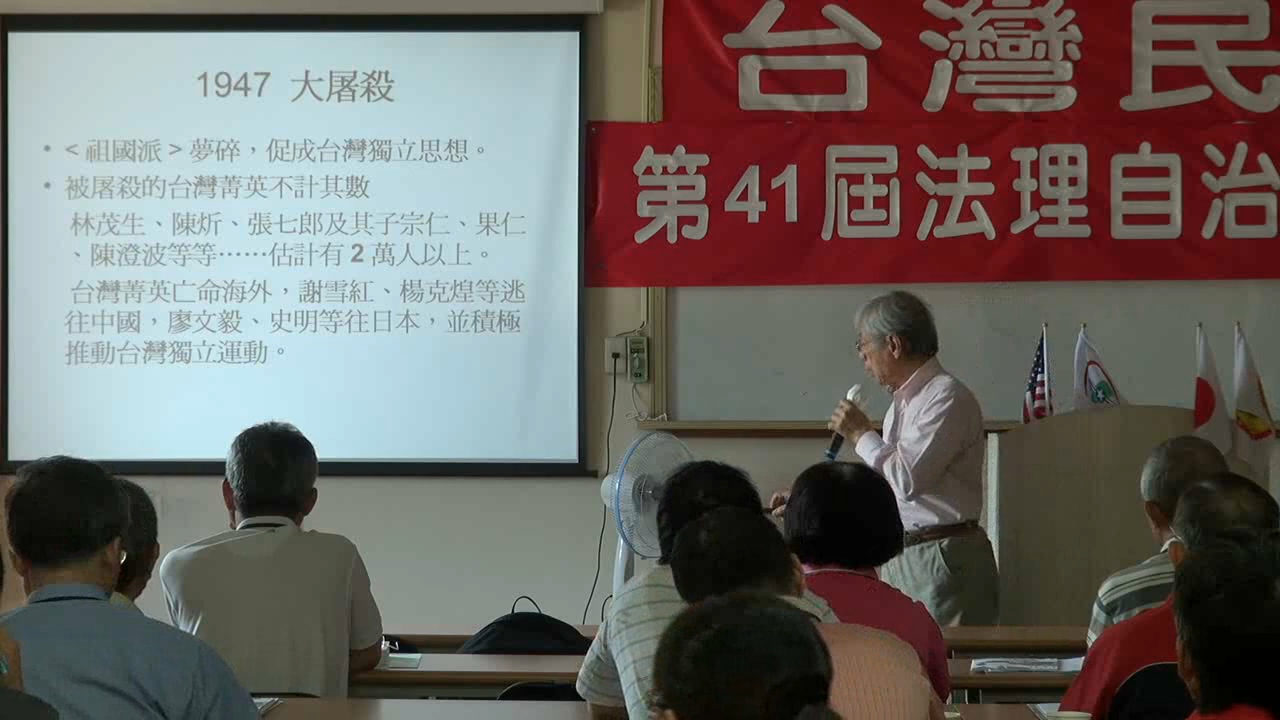 1947 大屠殺
• < 祖國派 > 夢碎，促成台灣獨立思想。
• 被屠殺的台灣菁英不計其數
林茂生、陳炘、張七郎及其子宗仁、果仁
、陳澄波等等……估計有 2 萬人以上。
台灣菁英亡命海外，謝雪紅、楊克煌等逃
往中國，廖文毅、史明等往日本，並積極
推動台灣獨立運動。
台灣民
第41屆法理自治